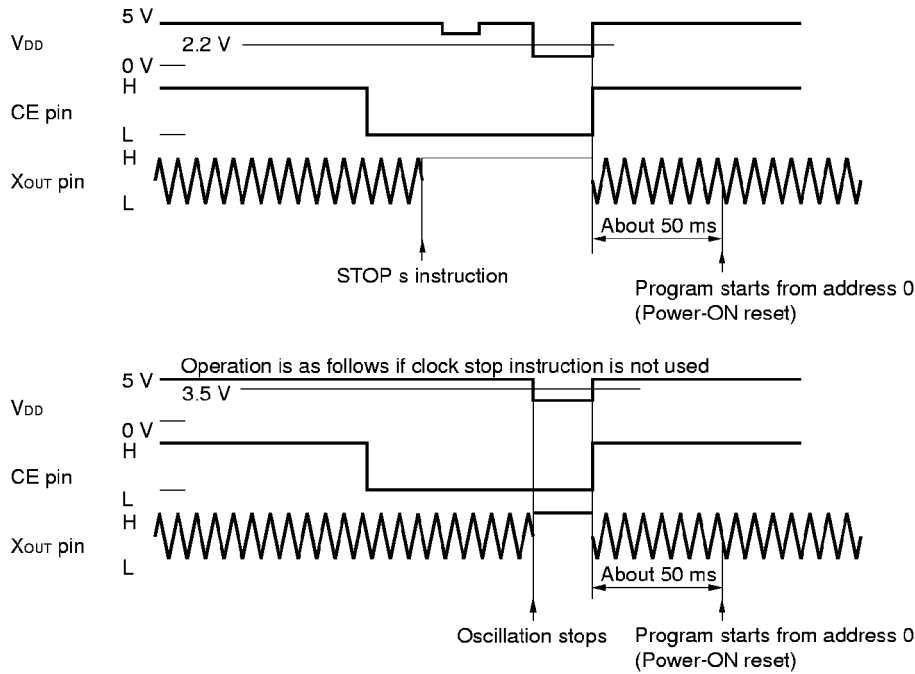 5 V
VDD
2.2 V
0 V
H
CE pin
L
H
XOUT pin
L
About 50 ms
STOP s instruction
Program starts from address 0
(Power-ON reset)
Operation is as follows if clock stop instruction is not used
5 V
3.5 V
VDD
0 V
H
CE pin
L
H
XOUT pin
L
About 50 ms
Oscillation stops
Program starts from address 0
(Power-ON reset)